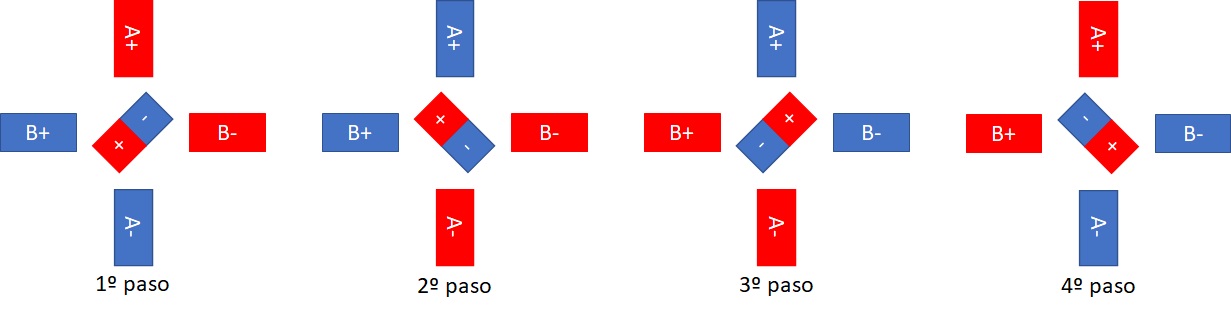 A+
B+
-
+
B-
A-
1º paso
A+
B+
+
-
B-
A-
2º paso
A+
B+
+
-
B-
A-
3º paso
A+
B+
-
+
B-
A-
4º paso